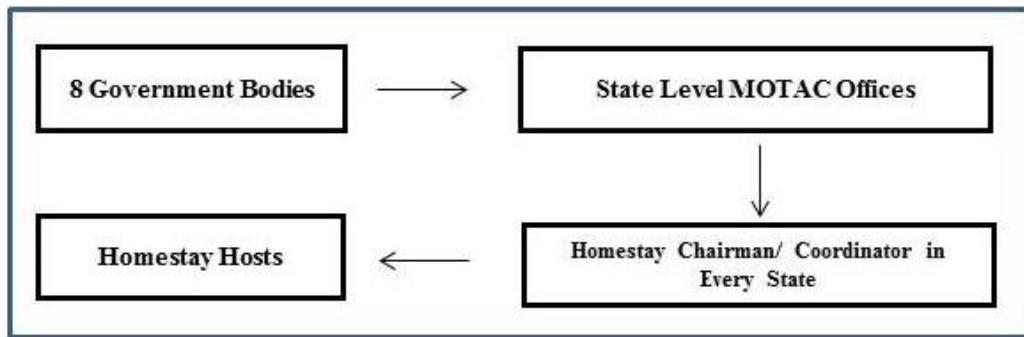 8 Government Bodies
State Level MOTAC Offices
Homestay Hosts
Homestay Chairman/ Coordinator in
Every State